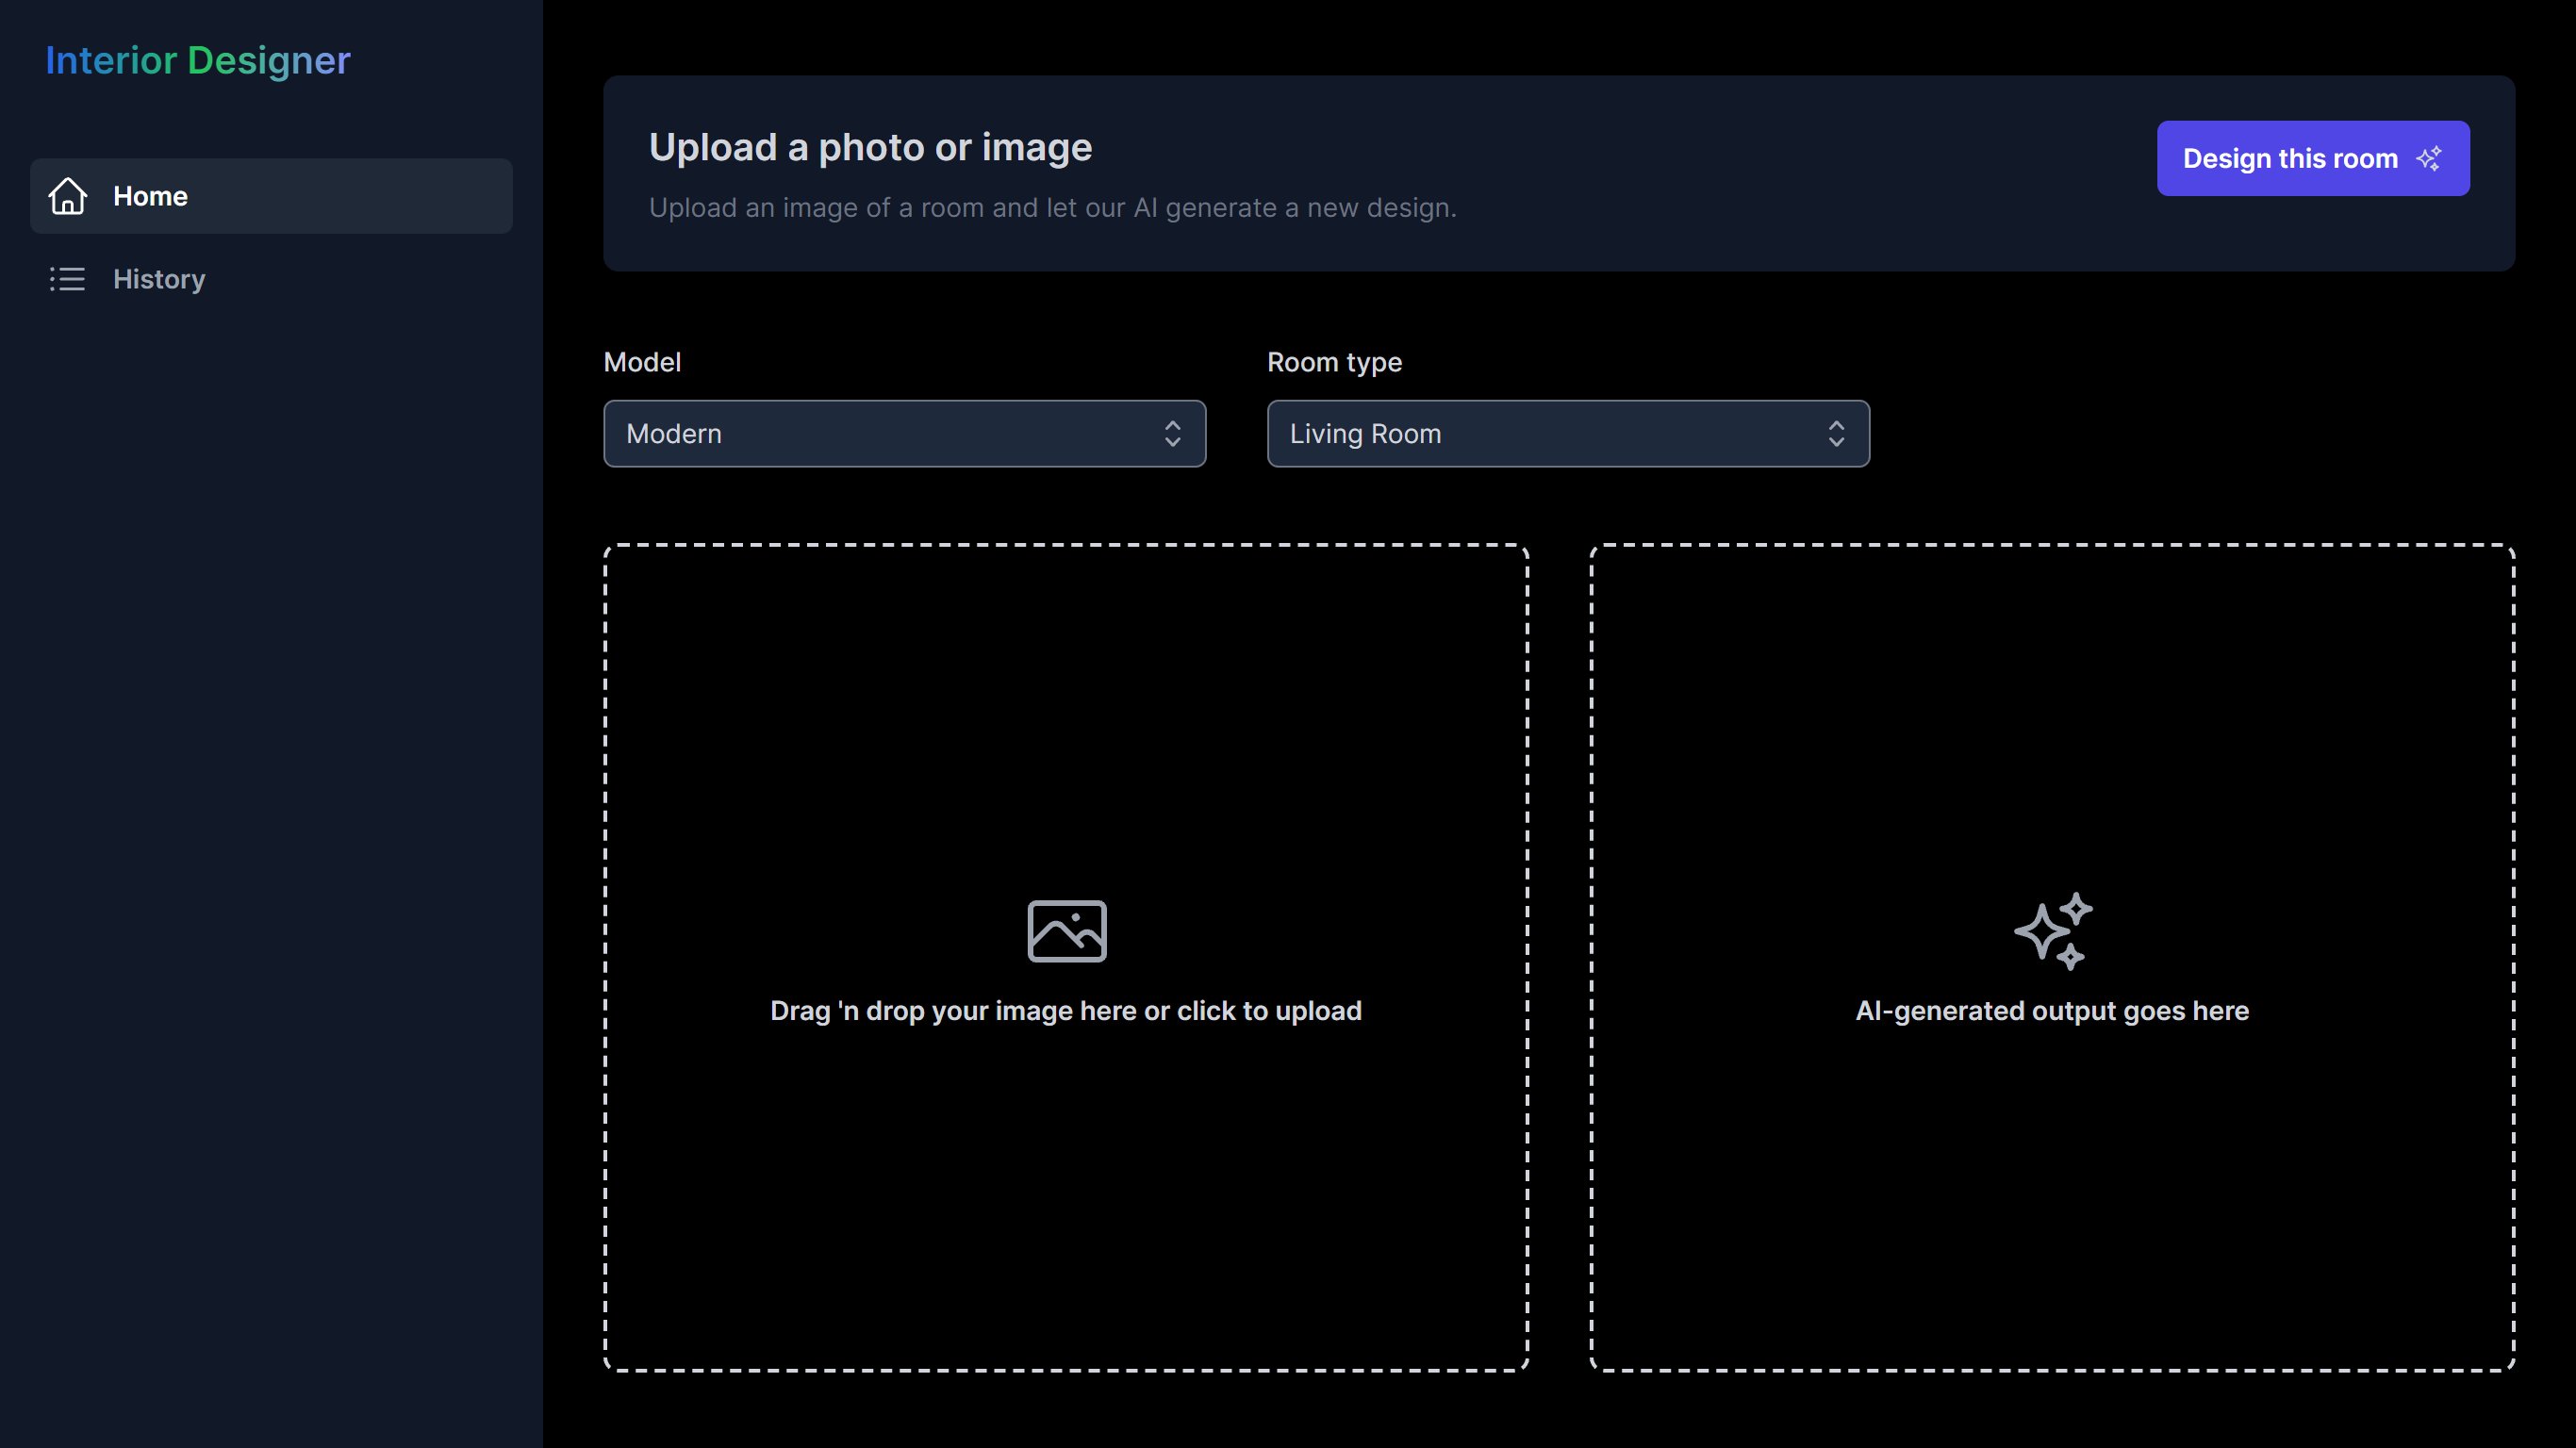 Interior Designer
Home
History
Upload a photo or image
Upload an image of a room and let our AI generate a new design.
Design this room
Model
Modern
Room type
Living Room
Drag 'n drop your image here or click to upload
AI-generated output goes here